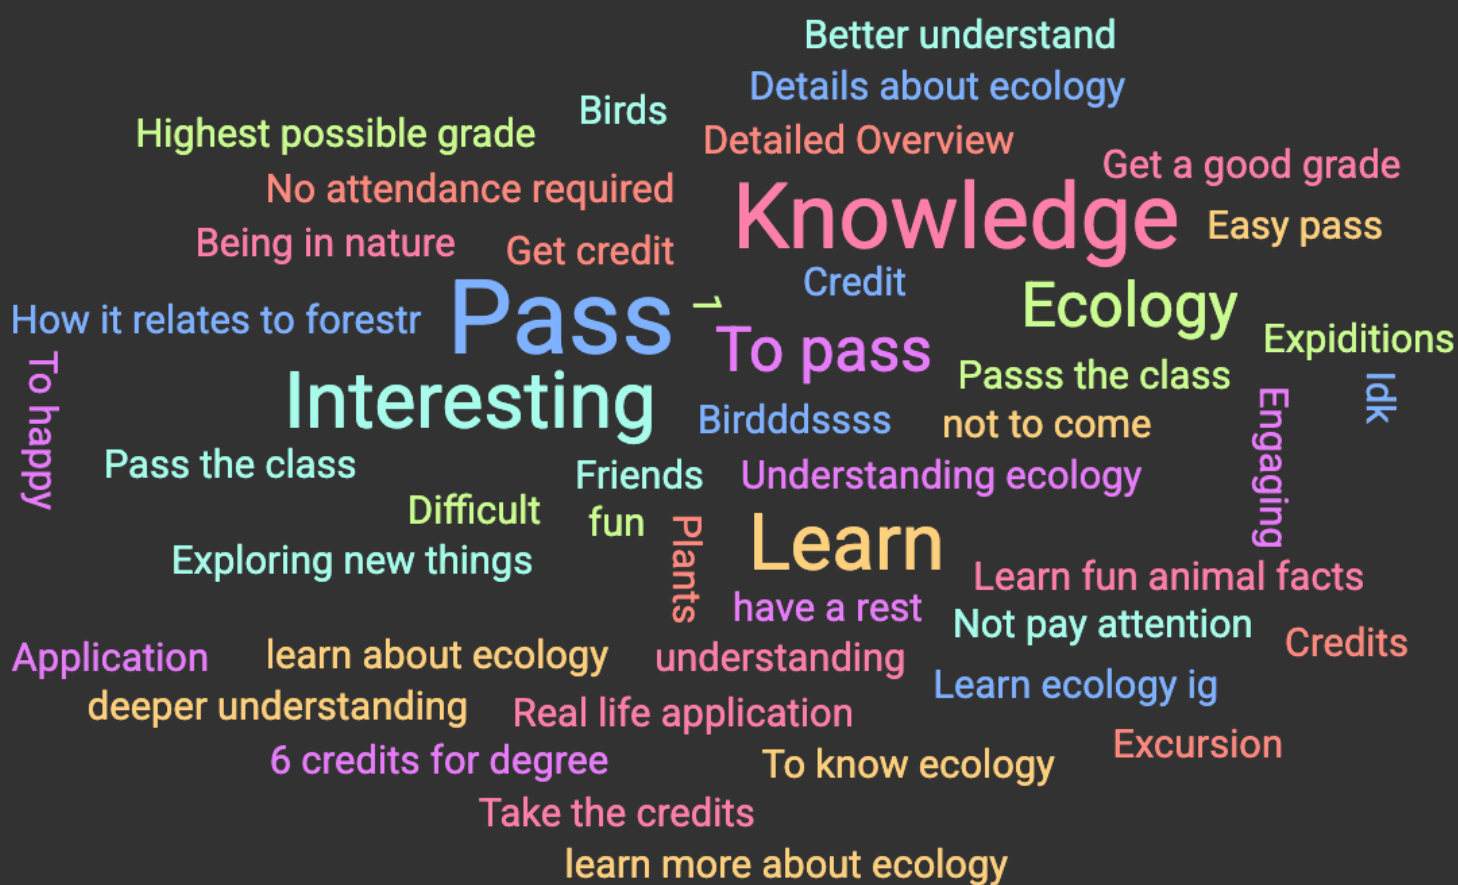 Better understand
Details about ecology
Birds
Highest possible grade
Detailed Overview
Get a good grade
No attendance required
Knowledge
Easy pass
Being in nature
Get credit
Credit
Pass
1
Ecology
How it relates to forestr
To pass
Expiditions
To happy
Interesting
Passs the class
Idk
Birdddssss
not to come
Engaging
Pass the class
Friends
Understanding ecology
Difficult
fun
Plants
Learn
Exploring new things
Learn fun animal facts
have a rest
Not pay attention
Credits
Application
learn about ecology
understanding
Learn ecology ig
deeper understanding
Real life application
Excursion
6 credits for degree
To know ecology
Take the credits
learn more about ecology